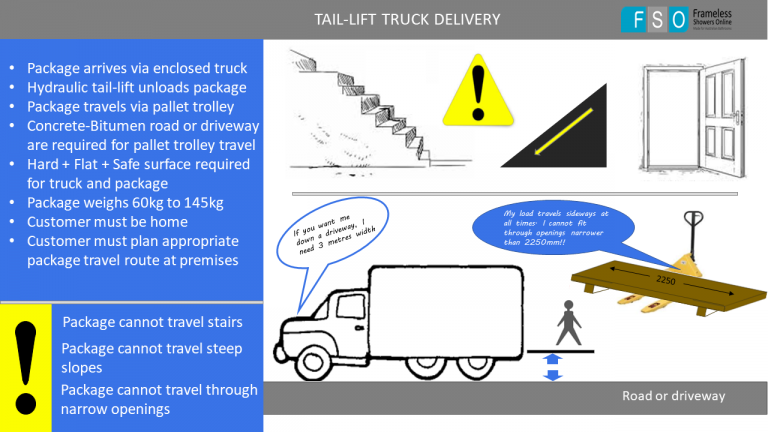 TAIL-LIFT TRUCK DELIVERY
FSO Frameless
Showers Online
• Package arrives via enclosed truck
• Hydraulic tail-lift unloads package
• Package travels via pallet trolley
• Concrete-Bitumen road or driveway
are required for pallet trolley travel
• Hard + Flat + Safe surface required
for truck and package
• Package weighs 60kg to 145kg
• Customer must be home
• Customer must plan appropriate
package travel route at premises
Package cannot travel stairs
Package cannot travel steep
slopes
Package cannot travel through
narrow openings
If you want me
down a driveway, I
need 3 metres width
My load travels sideways at
all times. I cannot fit
through openings narrower
than 2250mm!!
2250
Road or driveway